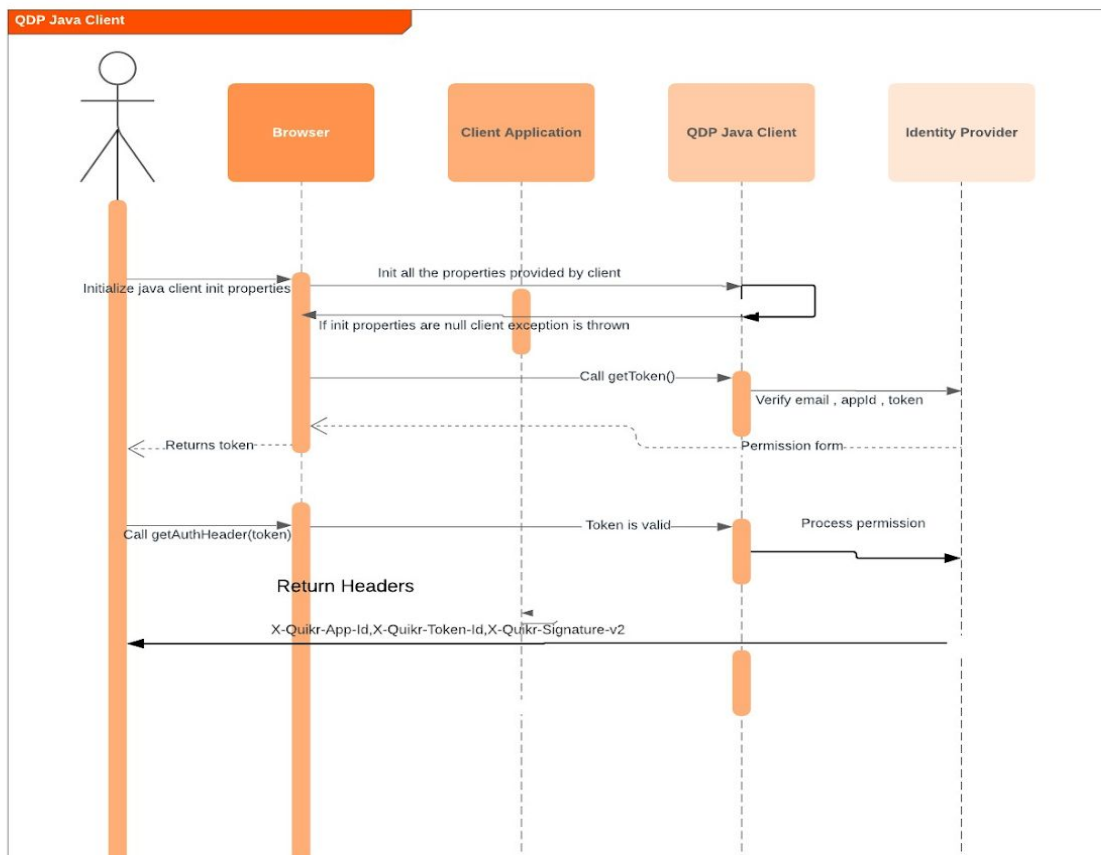 QDP Java Client
Browser
Client Application
QDP Java Client
Identity Provider
Init all the properties provided by client
Initialize java client init properties
If init properties are null client exception is thrown
Call getToken()
Verify email , appId , token
Returns token
Permission form
Call getAuthHeader(token)
Token is valid
Process permission
Return Headers
X-Quikr-App-Id,X-Quikr-Token-Id,X-Quikr-Signature-v2